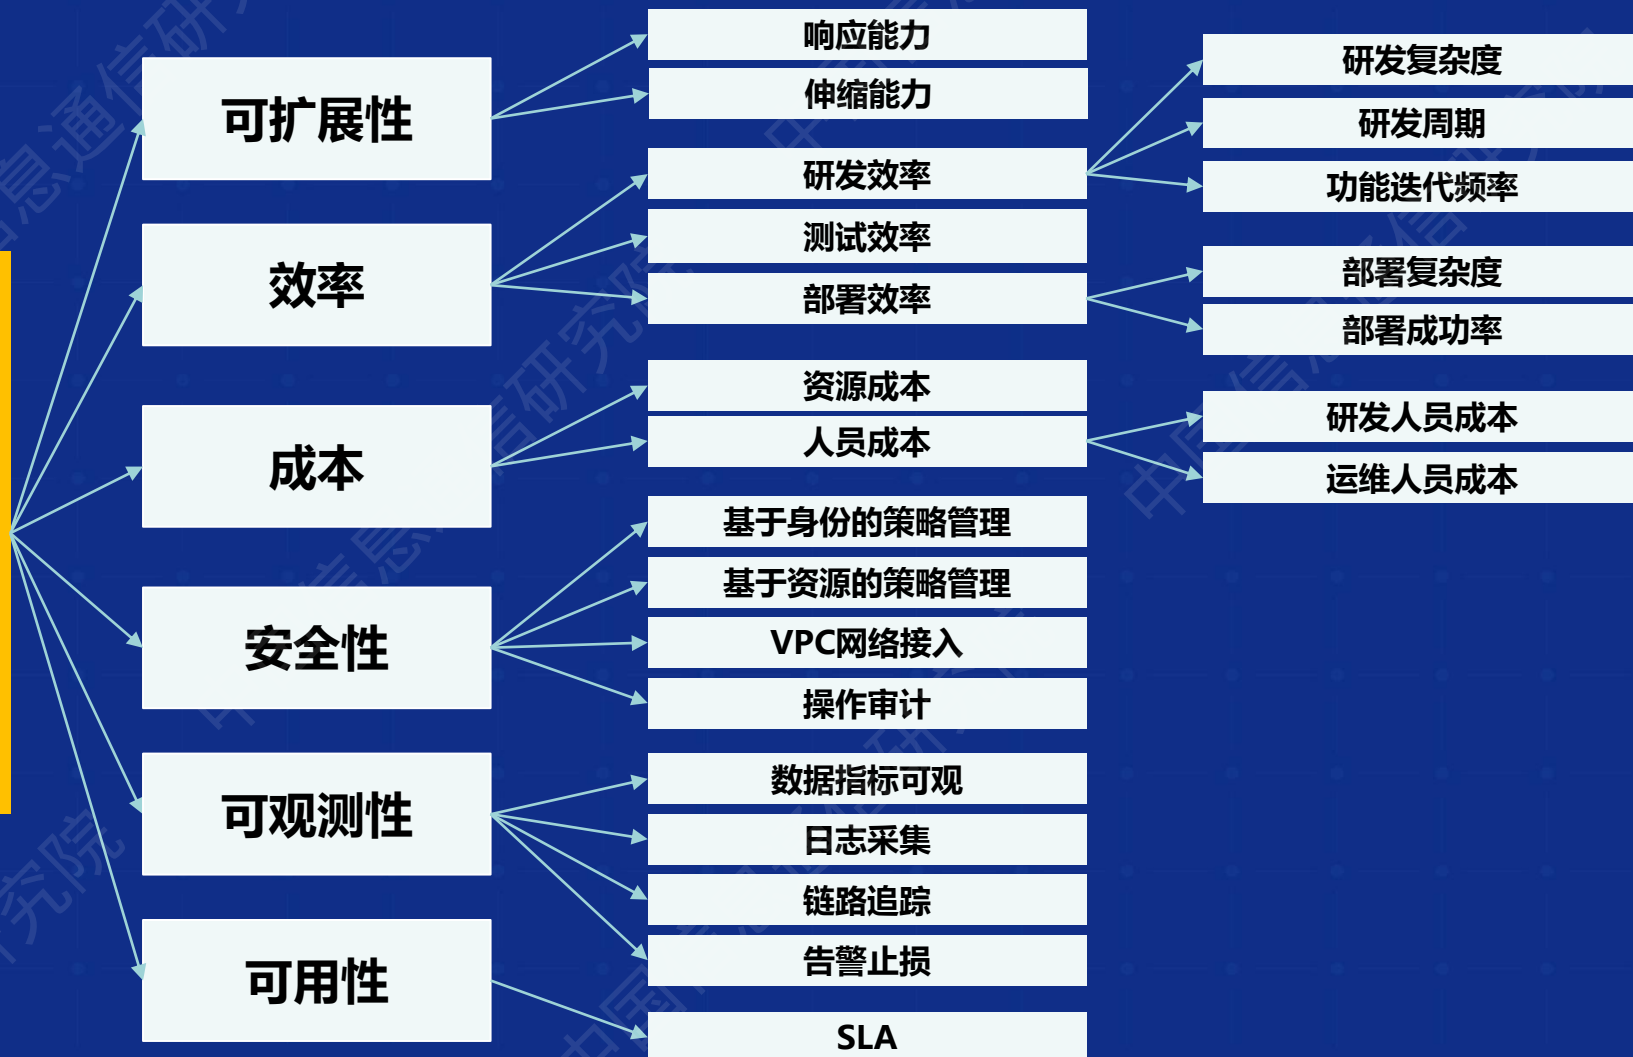 可扩展性
响应能力
伸缩能力
效率
研发效率
研发复杂度
研发周期
功能迭代频率
测试效率
部署效率
部署复杂度
部署成功率
成本
资源成本
人员成本
研发人员成本
运维人员成本
安全性
基于身份的策略管理
基于资源的策略管理
VPC网络接入
操作审计
可观测性
数据指标可观
日志采集
链路追踪
告警止损
可用性
SLA